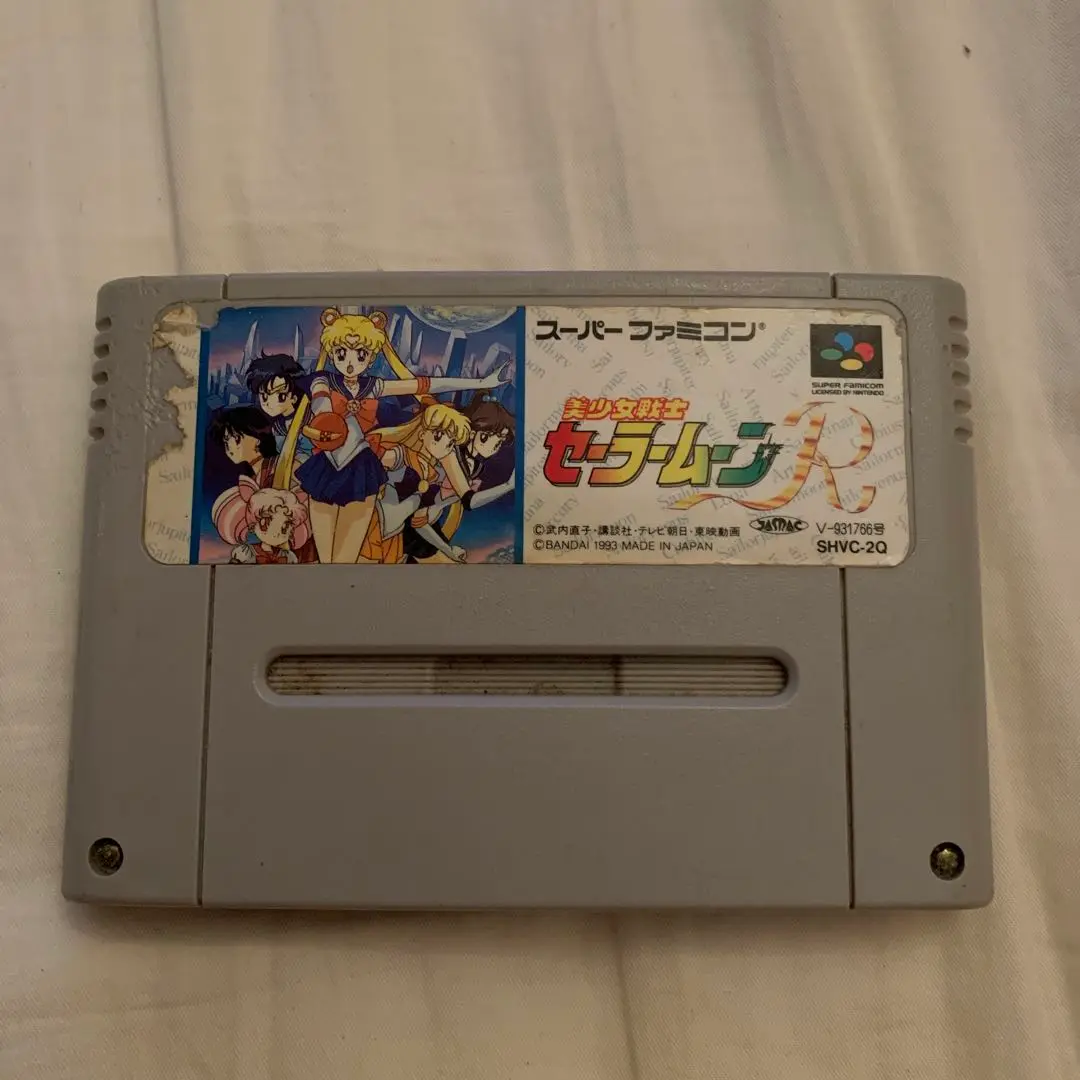 スーパー ファミコン®
SUPER FAMICOM
LICENSED BY NINTENDO
美少女戦士
セーラームーン R
©武内直子・講談社・テレビ朝日・東映動画
©BANDAI 1993 MADE IN JAPAN
JASRAC
V-931766号
SHVC-2Q